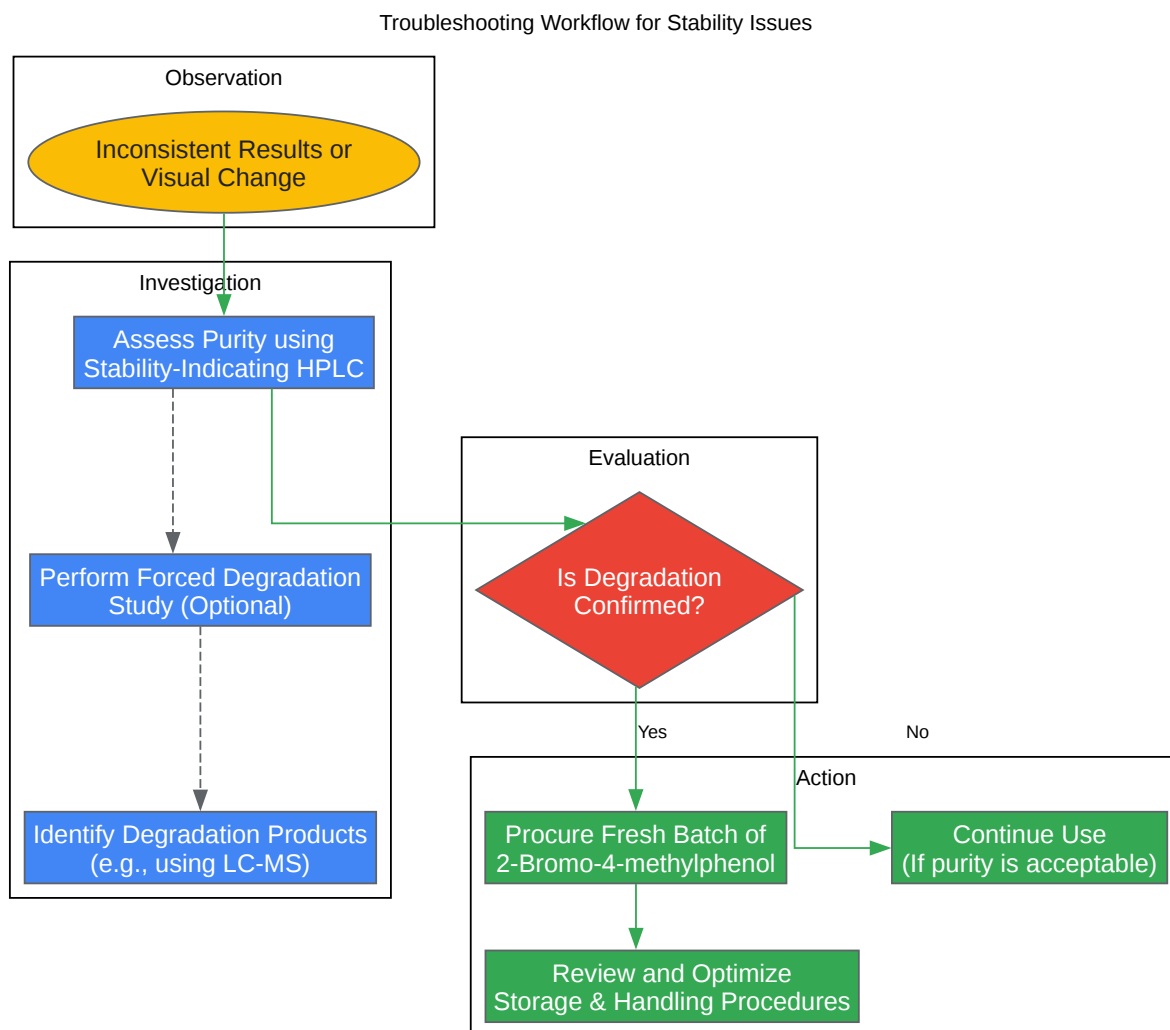 Troubleshooting Workflow for Stability Issues
Observation
Inconsistent Results or
Visual Change
Investigation
Assess Purity using
Stability-Indicating HPLC
Evaluation
Is Degradation
Confirmed?
Perform Forced Degradation
Study (Optional)
Yes
No
Action
Identify Degradation Products
(e.g., using LC-MS)
Procure Fresh Batch of
2-Bromo-4-methylphenol
Continue Use
(If purity is acceptable)
Review and Optimize
Storage & Handling Procedures